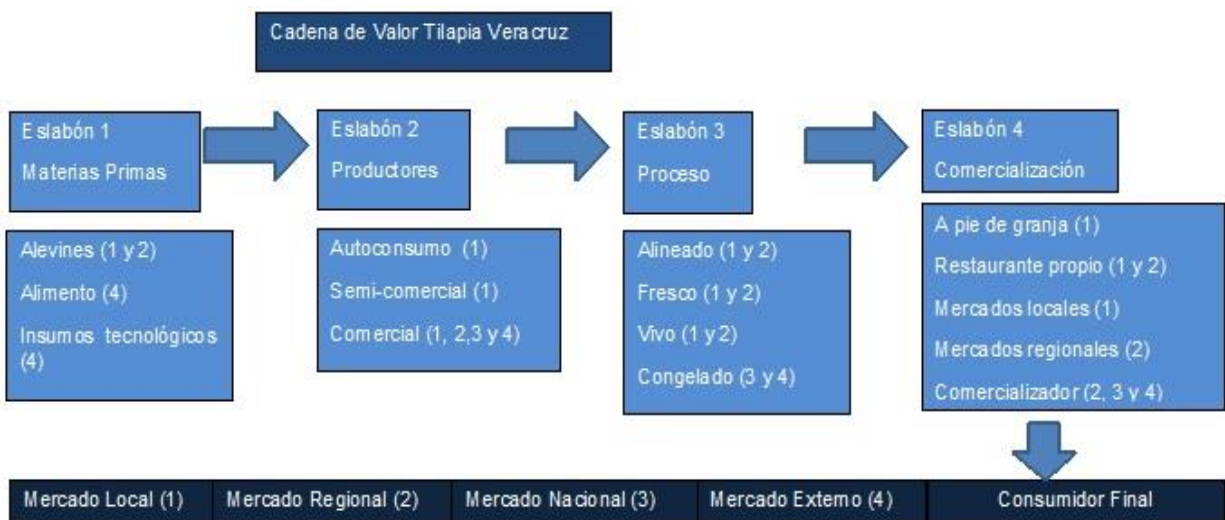 Cadena de Valor Tilapia Veracruz
Eslabón 1
Materias Primas
Eslabón 2
Productores
Eslabón 3
Proceso
Eslabón 4
Comercialización
Alevines (1 y 2)
Alimento (4)
Insumos tecnológicos
(4)
Autoconsumo (1)
Semi-comercial (1)
Comercial (1, 2,3 y 4)
Alineado (1 y 2)
Fresco (1 y 2)
Vivo (1 y 2)
Congelado (3 y 4)
A pie de granja (1)
Restaurante propio (1 y 2)
Mercados locales (1)
Mercados regionales (2)
Comercializador (2, 3 y 4)
Mercado Local (1)
Mercado Regional (2)
Mercado Nacional (3)
Mercado Externo (4)
Consumidor Final